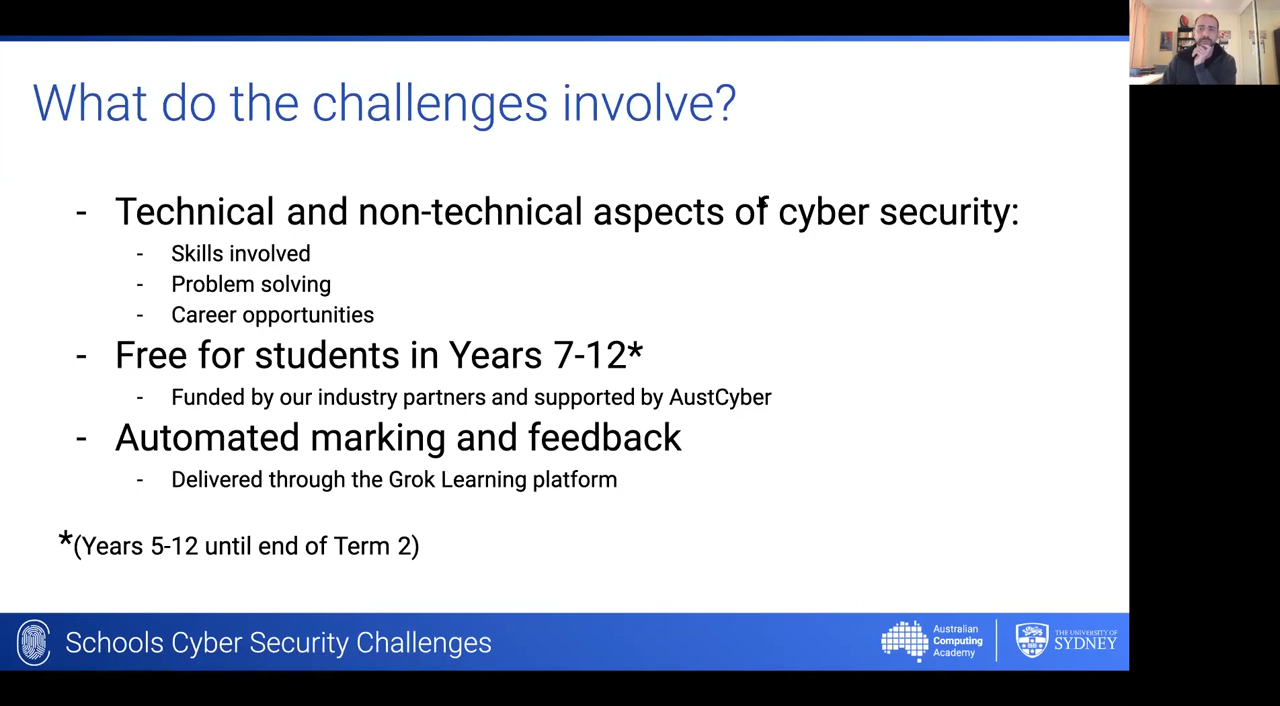 What do the challenges involve?
- Technical and non-technical aspects of cyber security:
- Skills involved
- Problem solving
- Career opportunities
- Free for students in Years 7-12*
- Funded by our industry partners and supported by AustCyber
- Automated marking and feedback
- Delivered through the Grok Learning platform
*(Years 5-12 until end of Term 2)
Schools Cyber Security Challenges
Australian
Computing
Academy
THE UNIVERSITY OF
SYDNEY